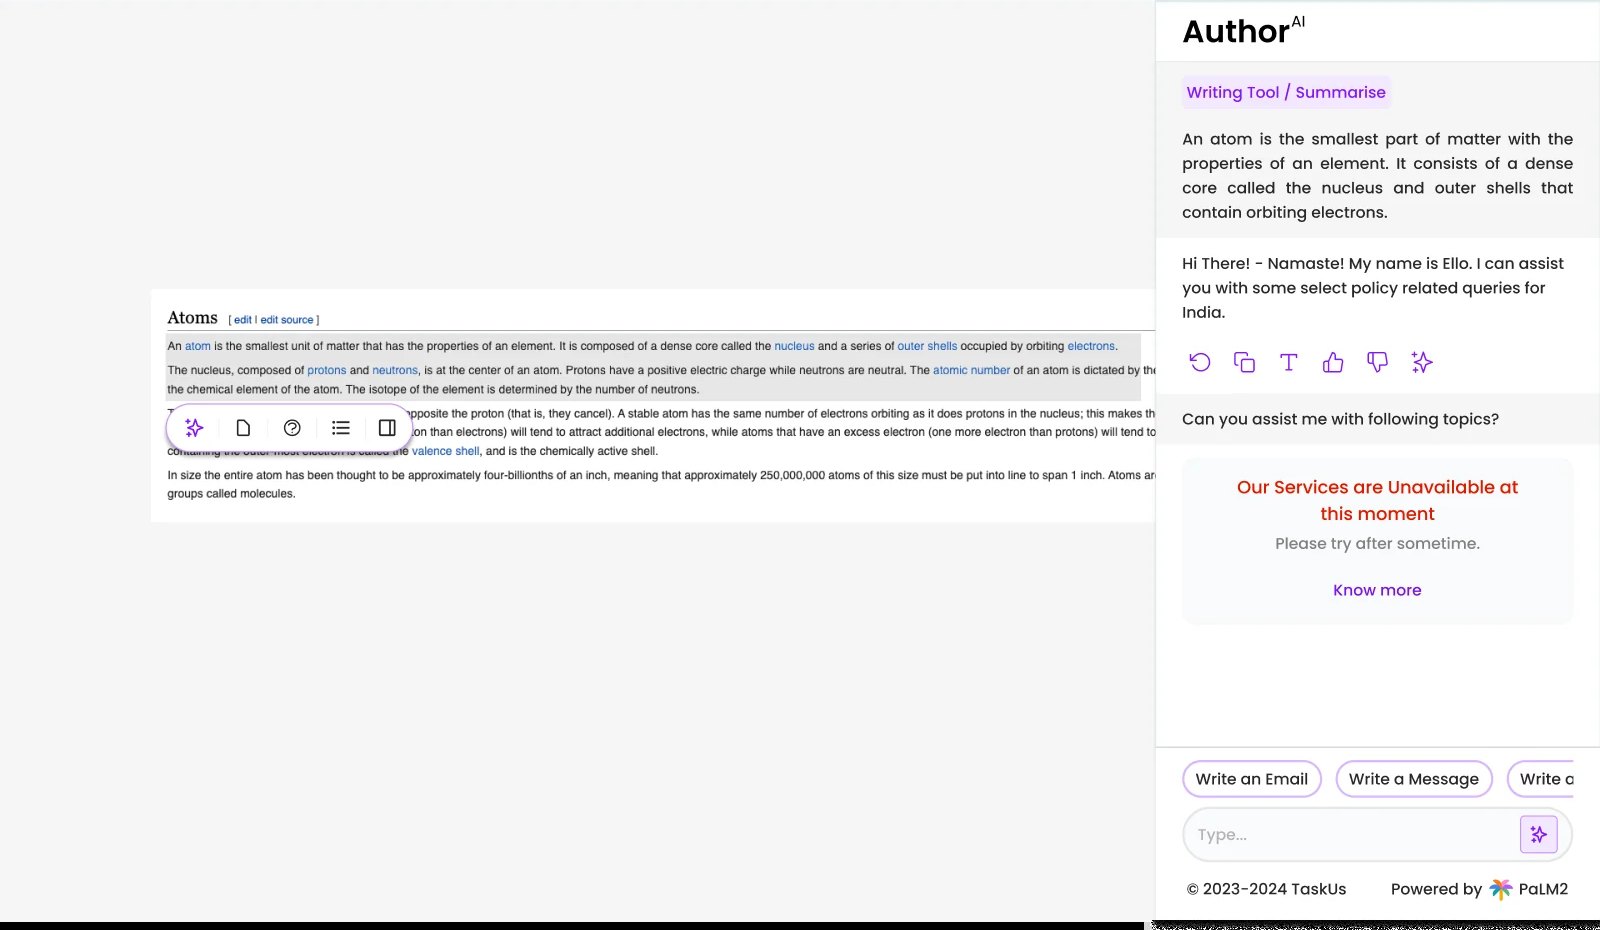 Atoms [ edit | edit source ]
An atom is the smallest unit of matter that has the properties of an element. It is composed of a dense core called the nucleus and a series of outer shells occupied by orbiting electrons.
The nucleus, composed of protons and neutrons, is at the center of an atom. Protons have a positive electric charge while neutrons are neutral. The atomic number of an atom is dictated by the
the chemical element of the atom. The isotope of the element is determined by the number of neutrons.
opposite the proton (that is, they cancel). A stable atom has the same number of electrons orbiting as it does protons in the nucleus; this makes th
on than electrons) will tend to attract additional electrons, while atoms that have an excess electron (one more electron than protons) will tend to
containing the outer most electron is called the valence shell, and is the chemically active shell.
In size the entire atom has been thought to be approximately four-billionths of an inch, meaning that approximately 250,000,000 atoms of this size must be put into line to span 1 inch. Atoms ar
groups called molecules.
Author AI
Writing Tool / Summarise
An atom is the smallest part of matter with the
properties of an element. It consists of a dense
core called the nucleus and outer shells that
contain orbiting electrons.
Hi There! - Namaste! My name is Ello. I can assist
you with some select policy related queries for
India.
Can you assist me with following topics?
Our Services are Unavailable at
this moment
Please try after sometime.
Know more
Write an Email
Write a Message
Write a
Type...
© 2023-2024 TaskUs
Powered by PaLM2